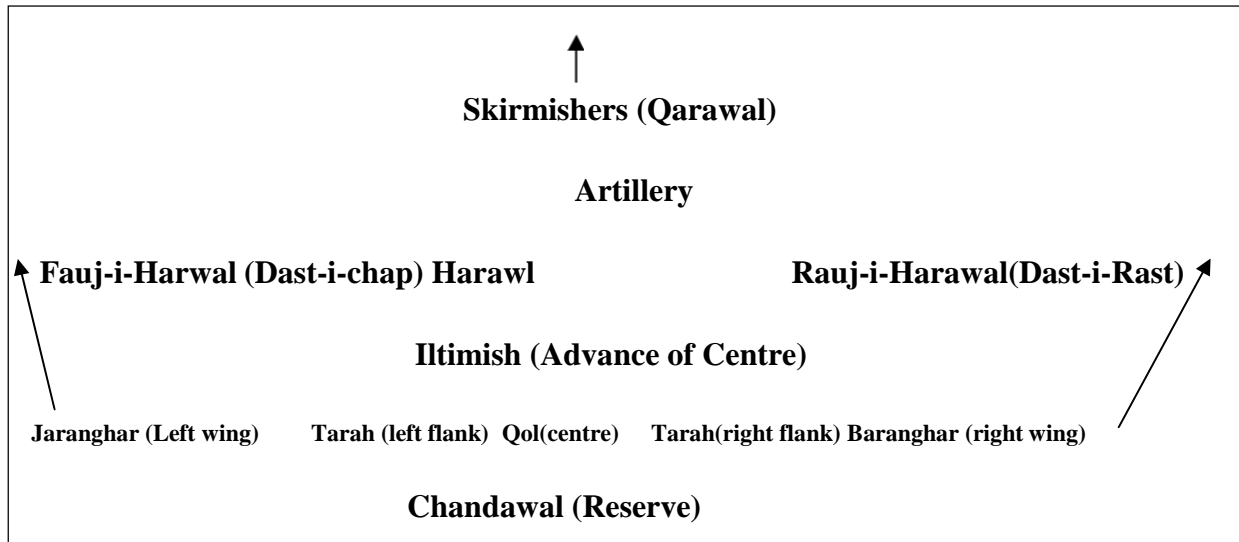 Skirmishers (Qarawal)
Artillery
Fauj-i-Harwal (Dast-i-chap) Harawl Rauj-i-Harawal(Dast-i-Rast)
Iltimish (Advance of Centre)
Jaranghar (Left wing) Tarah (left flank) Qol(centre) Tarah(right flank) Baranghar (right wing)
Chandawal (Reserve)